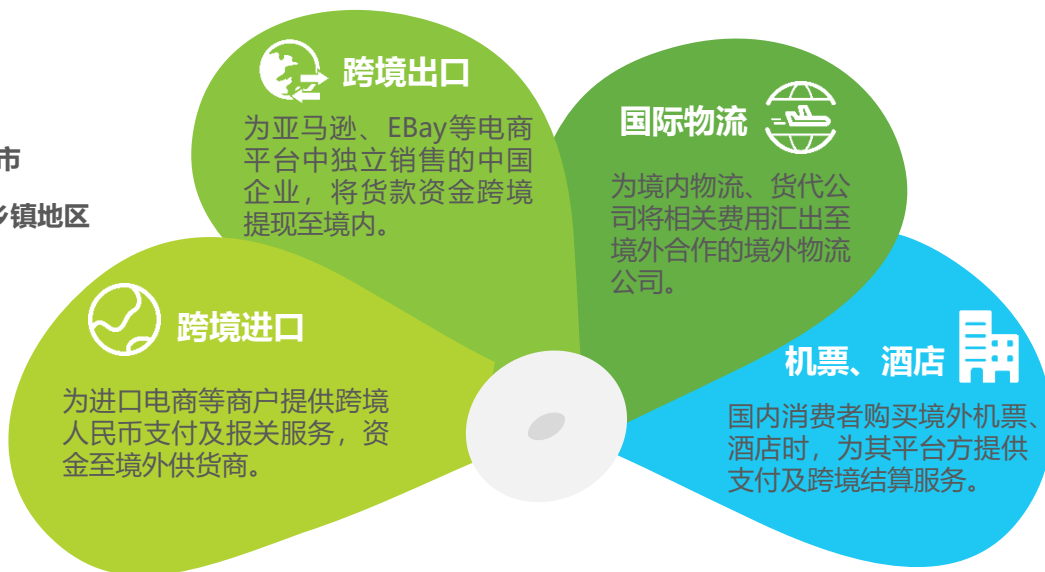 跨境出口
为亚马逊、EBay等电商
平台中独立销售的中国
企业，将货款资金跨境
提现至境内。
国际物流
为境内物流、货代公
司将相关费用汇出至
境外合作的境外物流
公司。
市
乡镇地区
跨境进口
为进口电商等商户提供跨境
人民币支付及报关服务，资
金至境外供货商。
机票、酒店
国内消费者购买境外机票、
酒店时，为其平台方提供
支付及跨境结算服务。